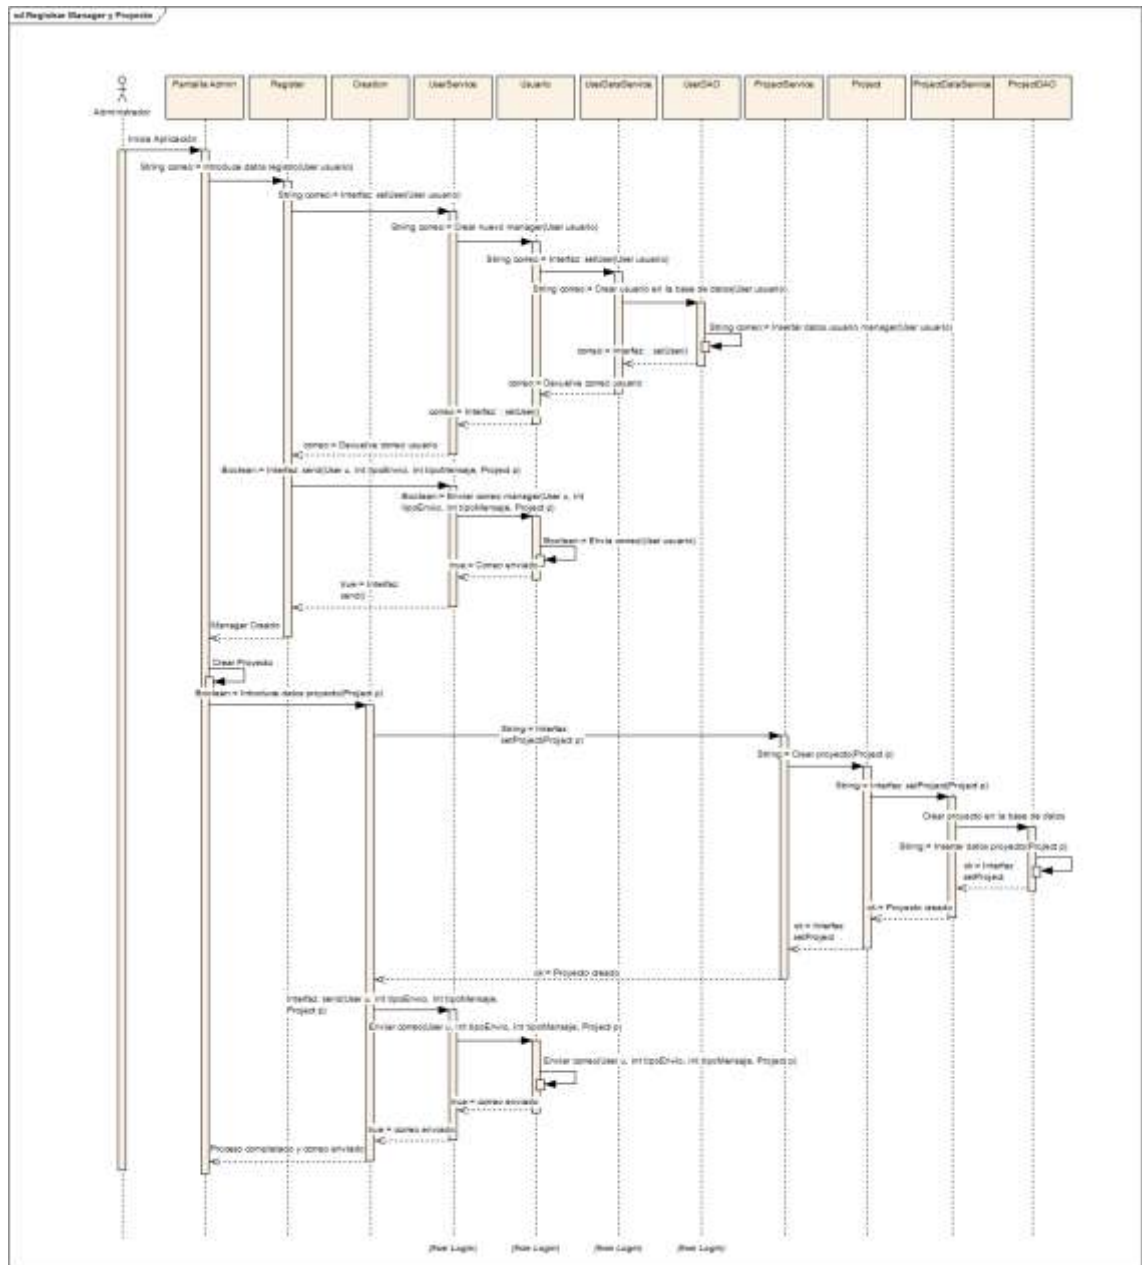 sd Registrar Manager y Proyecto
Administrador
Pantalla Admin
Register
Creation
UserService
Usuario
UserDataService
UserDAO
ProjectService
Project
ProjectDataService
ProjectDAO
Inicia Aplicación
String correo = Introduce datos registro(User usuario)
String correo = Interfaz: setUser(User usuario)
String correo = Crear nuevo manager(User usuario)
String correo = Interfaz: setUser(User usuario)
String correo = Crear usuario en la base de datos(User usuario)
String correo = Insertar datos usuario manager(User usuario)
correo = Interfaz: setUser()
correo = Devuelve correo usuario
correo = Interfaz: setUser()
correo = Devuelve correo usuario
Boolean = Interfaz: send(User u, int tipoEnvio, int tipoMensaje, Project p)
Boolean = Enviar correo manager(User u, int
tipoEnvio, int tipoMensaje, Project p)
Boolean = Envia correo(User usuario)
true = Correo enviado
true = Interfaz:
send()
Manager Creado
Crear Proyecto
Boolean = Introduce datos proyecto(Project p)
String = Interfaz:
setProject(Project p)
String = Crear proyecto(Project p)
String = Interfaz: setProject(Project p)
Crear proyecto en la base de datos
String = Insertar datos proyecto(Project p)
ok = Interfaz:
setProject
ok = Proyecto creado
ok = Interfaz:
setProject
ok = Proyecto creado
Interfaz: send(User u, int tipoEnvio, int tipoMensaje,
Project p)
Enviar correo(User u, int tipoEnvio, int tipoMensaje, Project p)
Enviar correo(User u, int tipoEnvio, int tipoMensaje, Project p)
true = correo enviado
true = correo enviado
Proceso completado y correo enviado
(from Login)
(from Login)
(from Login)
(from Login)